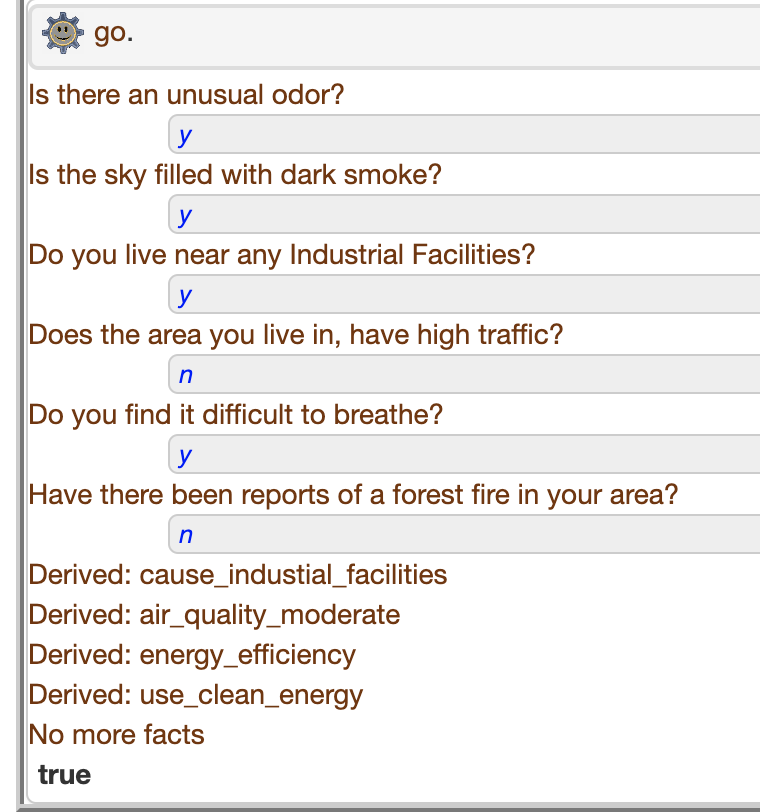 go.
Is there an unusual odor?
y
Is the sky filled with dark smoke?
y
Do you live near any Industrial Facilities?
y
Does the area you live in, have high traffic?
n
Do you find it difficult to breathe?
y
Have there been reports of a forest fire in your area?
n
Derived: cause_industial_facilities
Derived: air_quality_moderate
Derived: energy_efficiency
Derived: use_clean_energy
No more facts
true